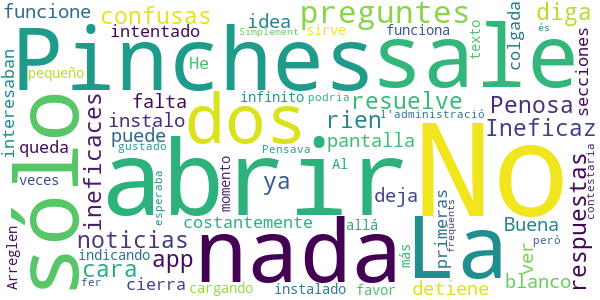 funcione
confusas
idea
preguntes
diga
intentado
He
sirve
Simplement
funciona
texto
colgada
és
secciones
interesaban
pequeño
Pinches
sale
falta
infinito
podria
resuelve
l'administració
Penosa
instalo
dos
rien
Ineficaz
sólo
ineficaces
puede
gustado
Pensava
pantalla
abrir
No
queda
Al
veces
esperaba
momento
ya
deja
respuestas
contestaria
costantemente
allá
primeras
frequents
Buena
noticias
nada
La
ver
però
Arreglen
indicando
cara
app
más
blanco
fer
cierra
cargando
instalado
favor
detiene